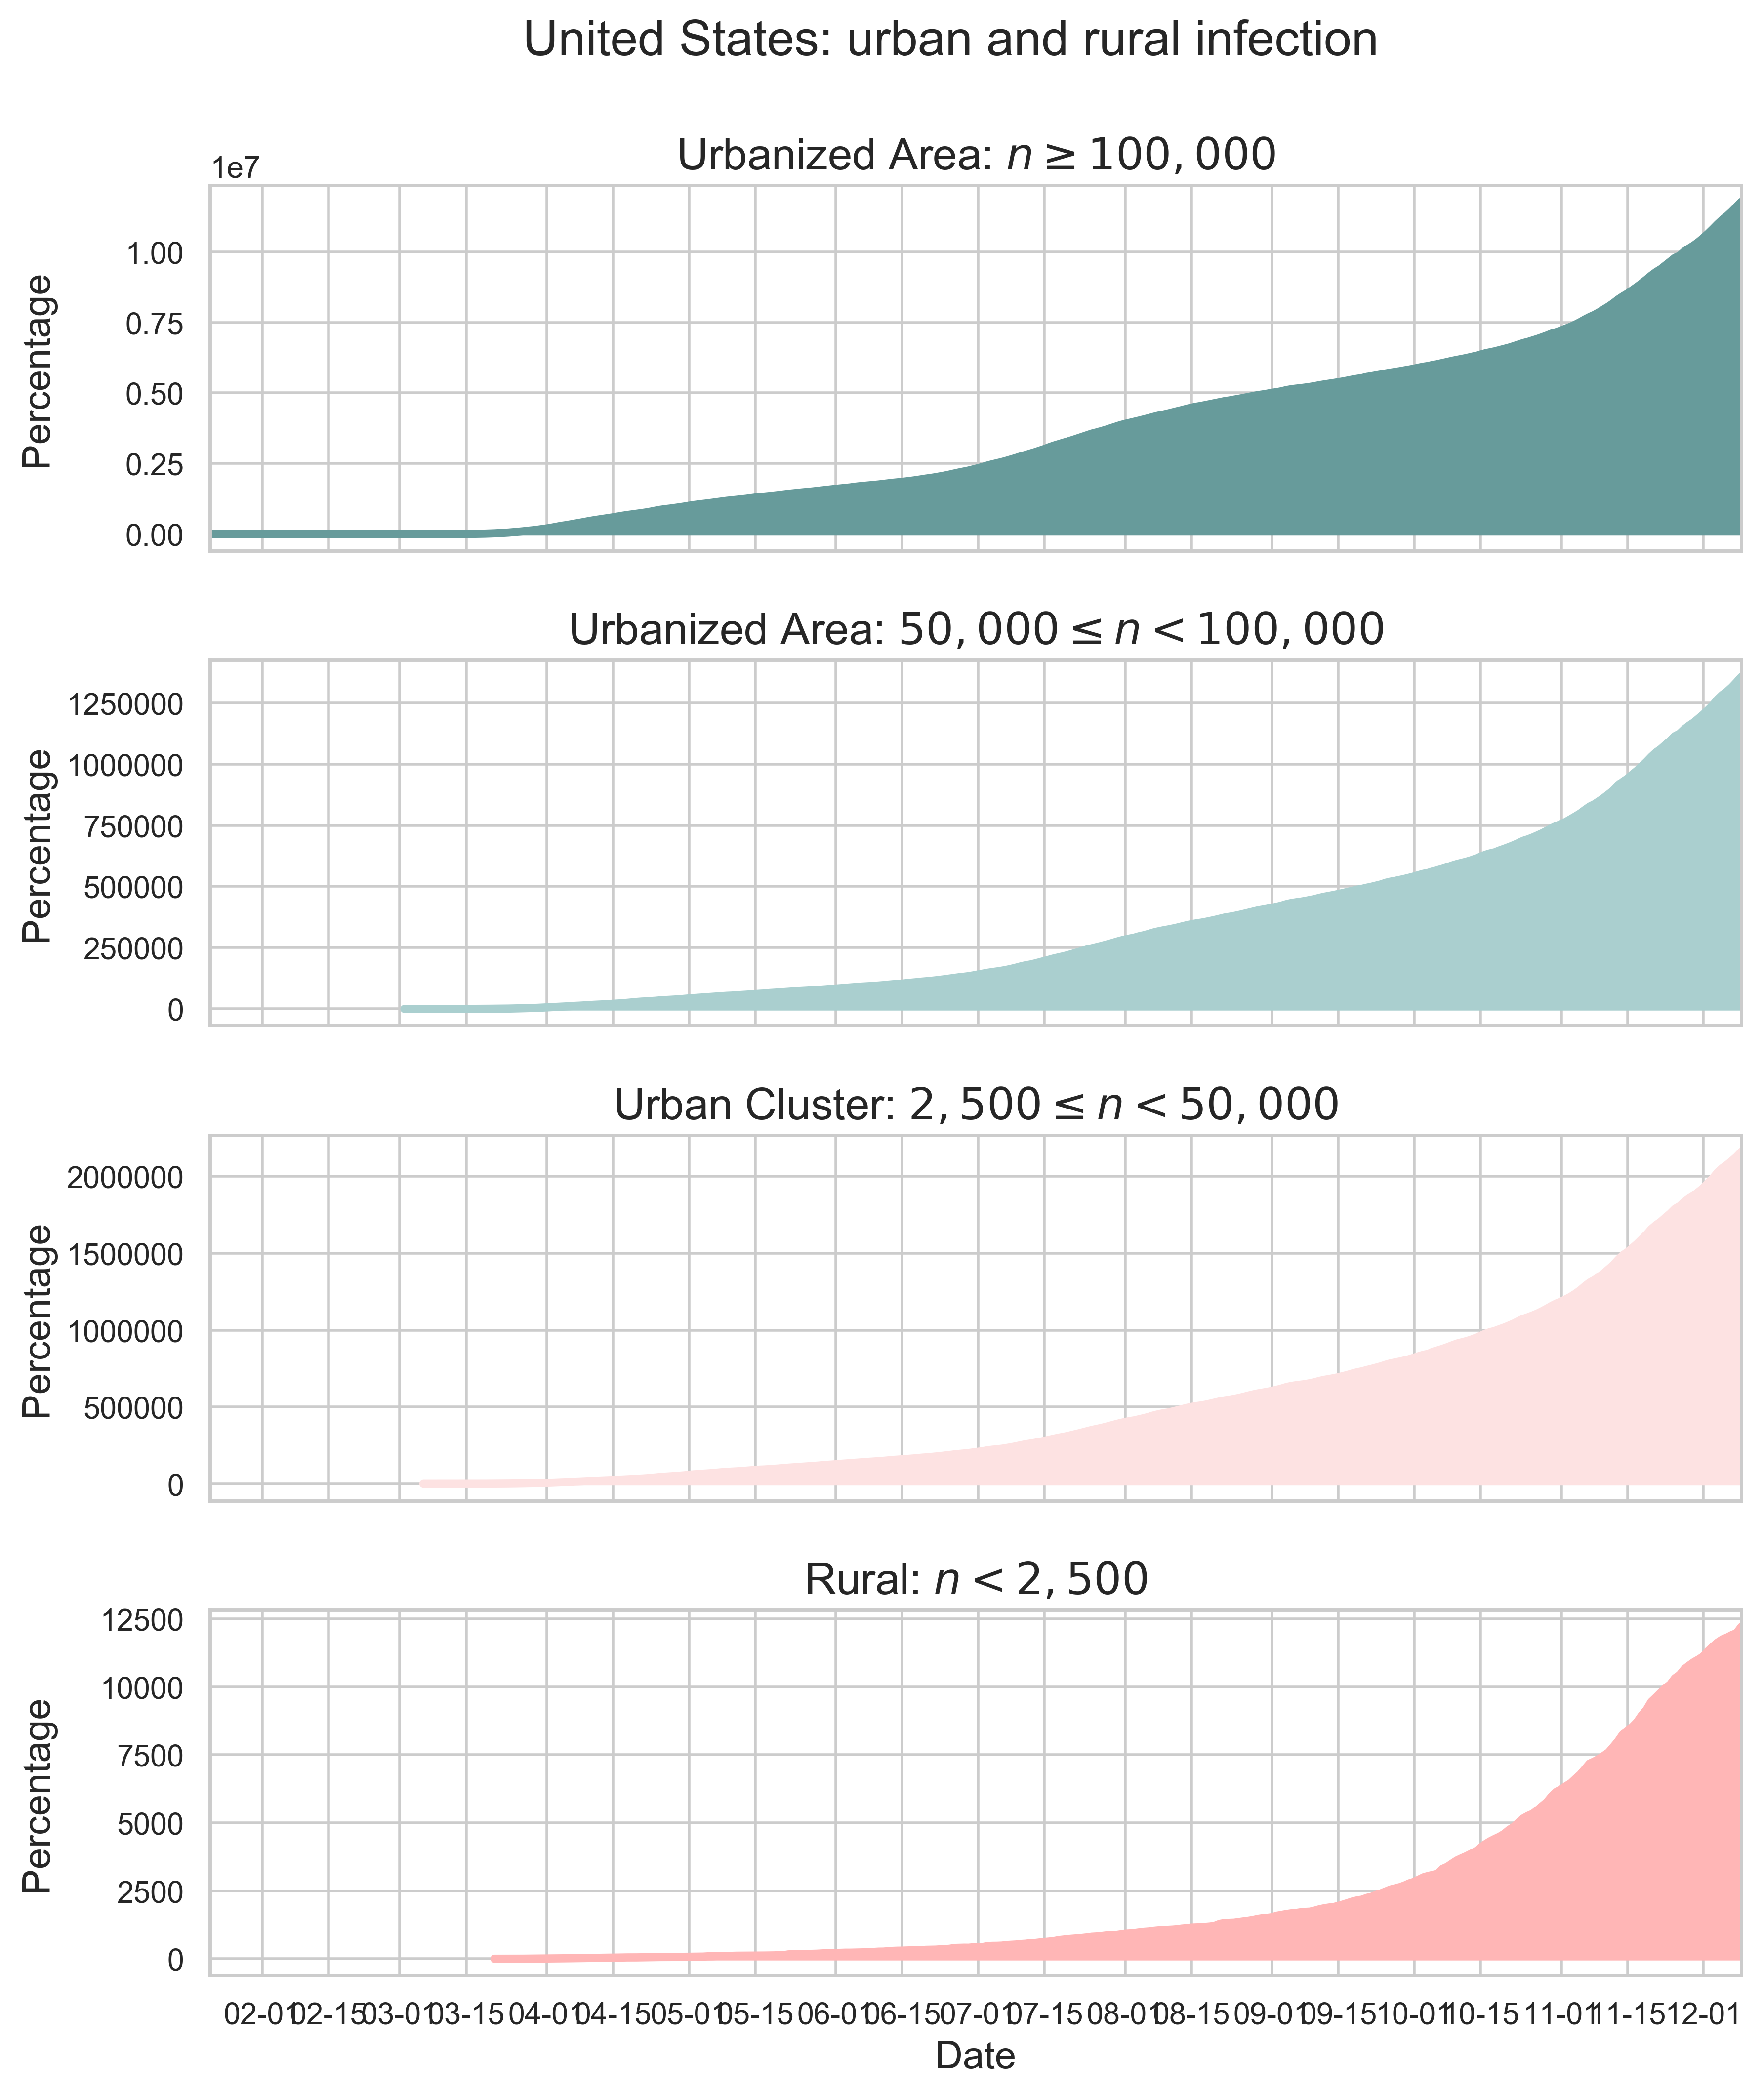 United States: urban and rural infection
Urbanized Area: n ≥ 100,000
1e7
1.00
0.75
0.50
0.25
0.00
Percentage
Urbanized Area: 50,000 ≤ n < 100,000
1250000
1000000
750000
500000
250000
0
Percentage
Urban Cluster: 2,500 ≤ n < 50,000
2000000
1500000
1000000
500000
0
Percentage
Rural: n < 2,500
12500
10000
7500
5000
2500
0
Percentage
02-01 02-15 03-01 03-15 04-01 04-15 05-01 05-15 06-01 06-15 07-01 07-15 08-01 08-15 09-01 09-15 10-01 10-15 11-01 11-15 12-01
Date